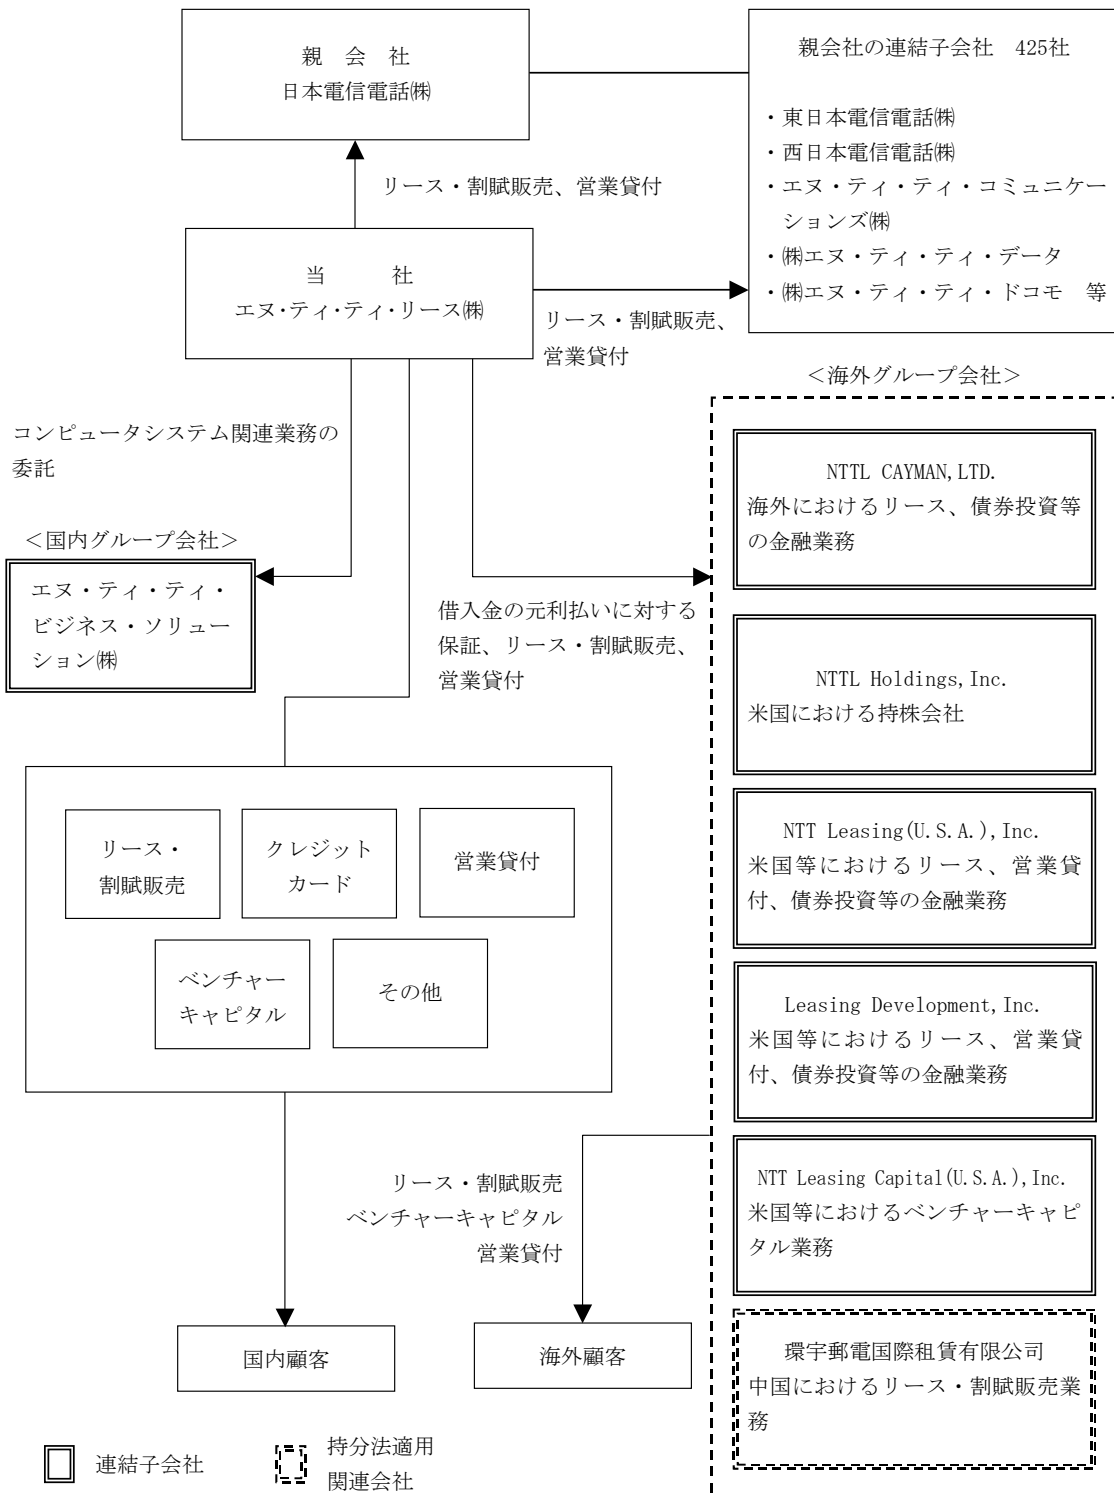 親　会　社
日本電信電話㈱
親会社の連結子会社　425社
・東日本電信電話㈱
・西日本電信電話㈱
・エヌ・ティ・ティ・コミュニケー
ションズ㈱
・㈱エヌ・ティ・ティ・データ
・㈱エヌ・ティ・ティ・ドコモ　等
リース・割賦販売、営業貸付
当　　　社
エヌ・ティ・ティ・リース㈱
リース・割賦販売、
営業貸付
＜海外グループ会社＞
コンピュータシステム関連業務の
委託
＜国内グループ会社＞
エヌ・ティ・ティ・
ビジネス・ソリュー
ション㈱
借入金の元利払いに対する
保証、リース・割賦販売、
営業貸付
NTTL CAYMAN,LTD.
海外におけるリース、債券投資等
の金融業務
NTTL Holdings,Inc.
米国における持株会社
NTT Leasing(U.S.A.),Inc.
米国等におけるリース、営業貸
付、債券投資等の金融業務
Leasing Development,Inc.
米国等におけるリース、営業貸
付、債券投資等の金融業務
NTT Leasing Capital(U.S.A.),Inc.
米国等におけるベンチャーキャピ
タル業務
環宇郵電国際租賃有限公司
中国におけるリース・割賦販売業
務
リース・
割賦販売
クレジット
カード
営業貸付
ベンチャー
キャピタル
その他
リース・割賦販売
ベンチャーキャピタル
営業貸付
国内顧客
海外顧客
連結子会社
持分法適用
関連会社